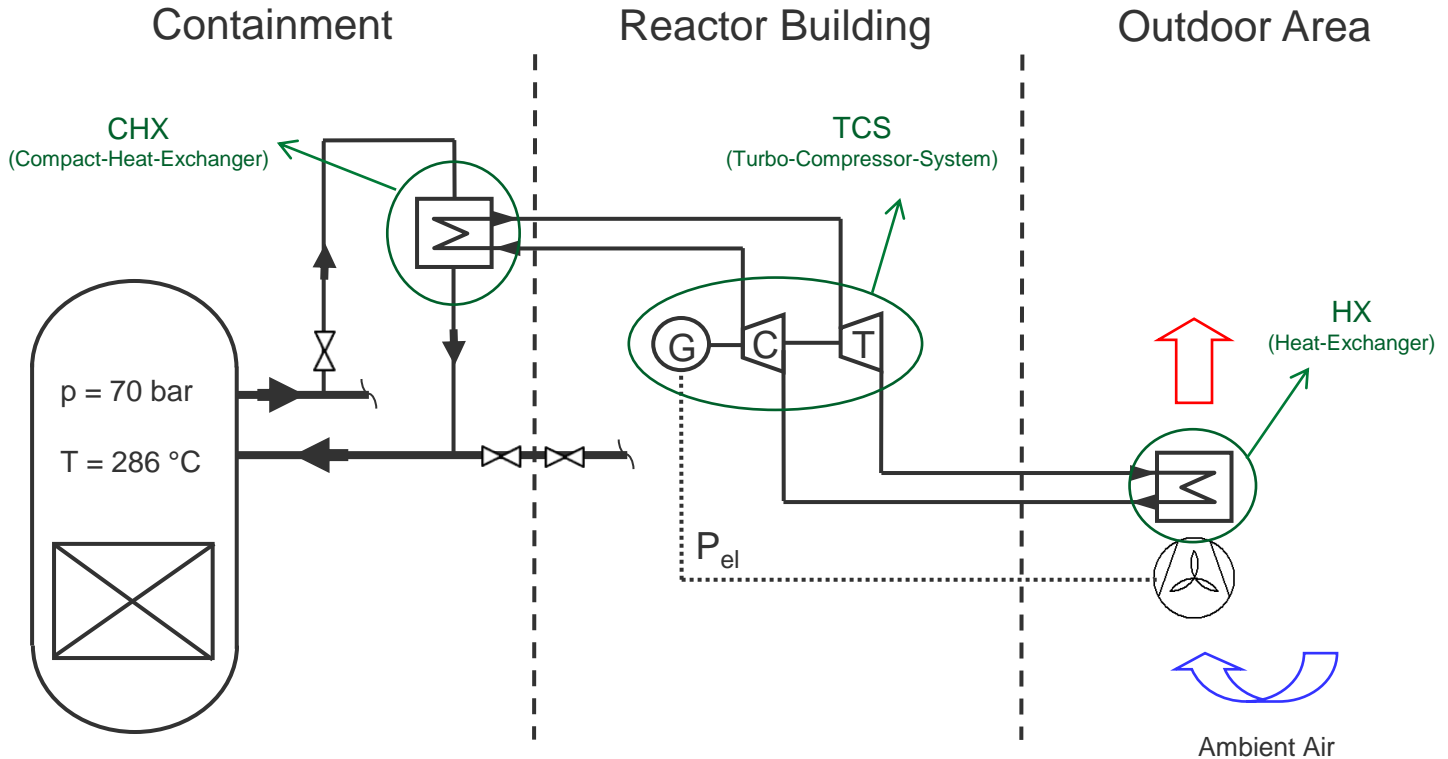 Containment
Reactor Building
Outdoor Area
CHX
(Compact-Heat-Exchanger)
TCS
(Turbo-Compressor-System)
G
C
T
HX
(Heat-Exchanger)
p = 70 bar
T = 286 °C
Pel
Ambient Air